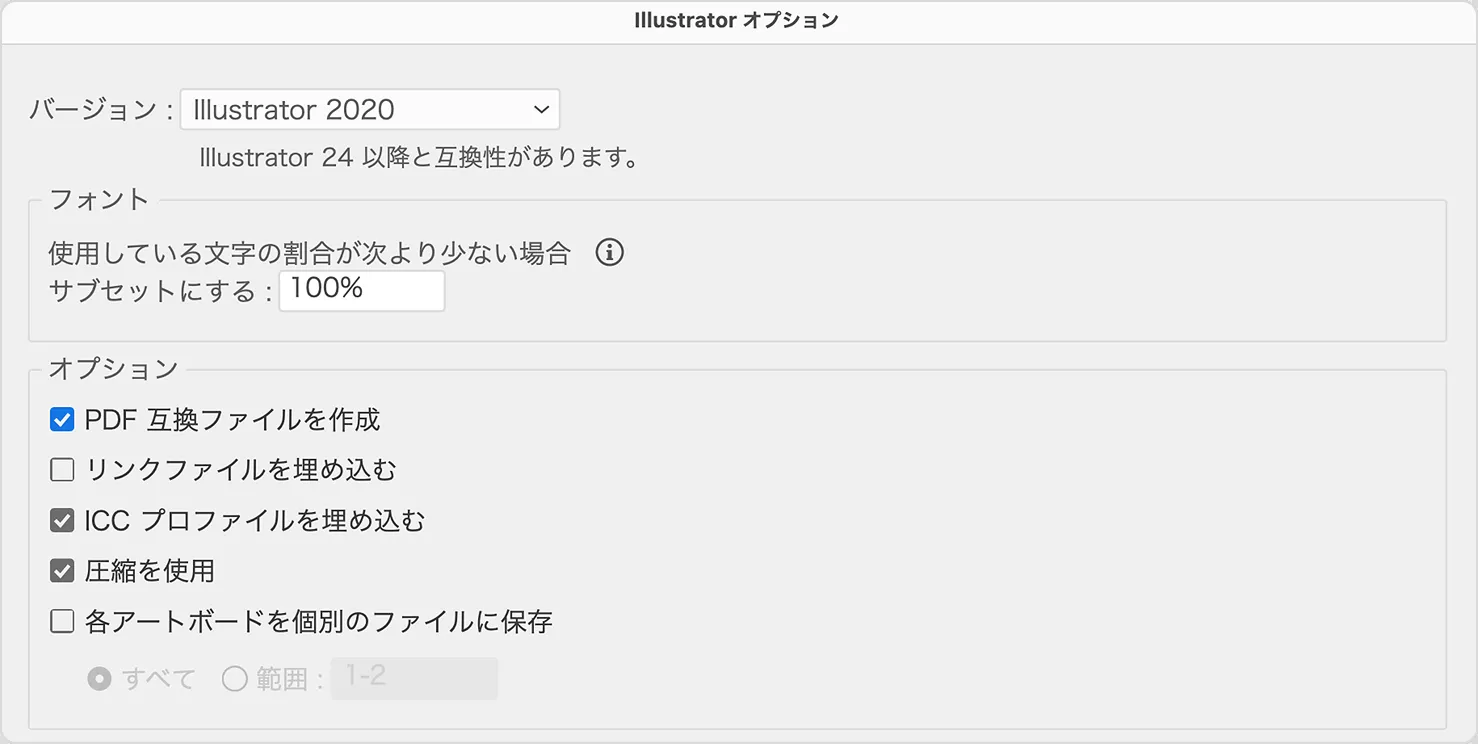 Illustrator オプション
バージョン : Illustrator 2020
Illustrator 24 以降と互換性があります。
フォント
使用している文字の割合が次より少ない場合
サブセットにする : 100%
オプション
PDF 互換ファイルを作成
リンクファイルを埋め込む
ICC プロファイルを埋め込む
圧縮を使用
各アートボードを個別のファイルに保存
すべて 範囲 : 1-2